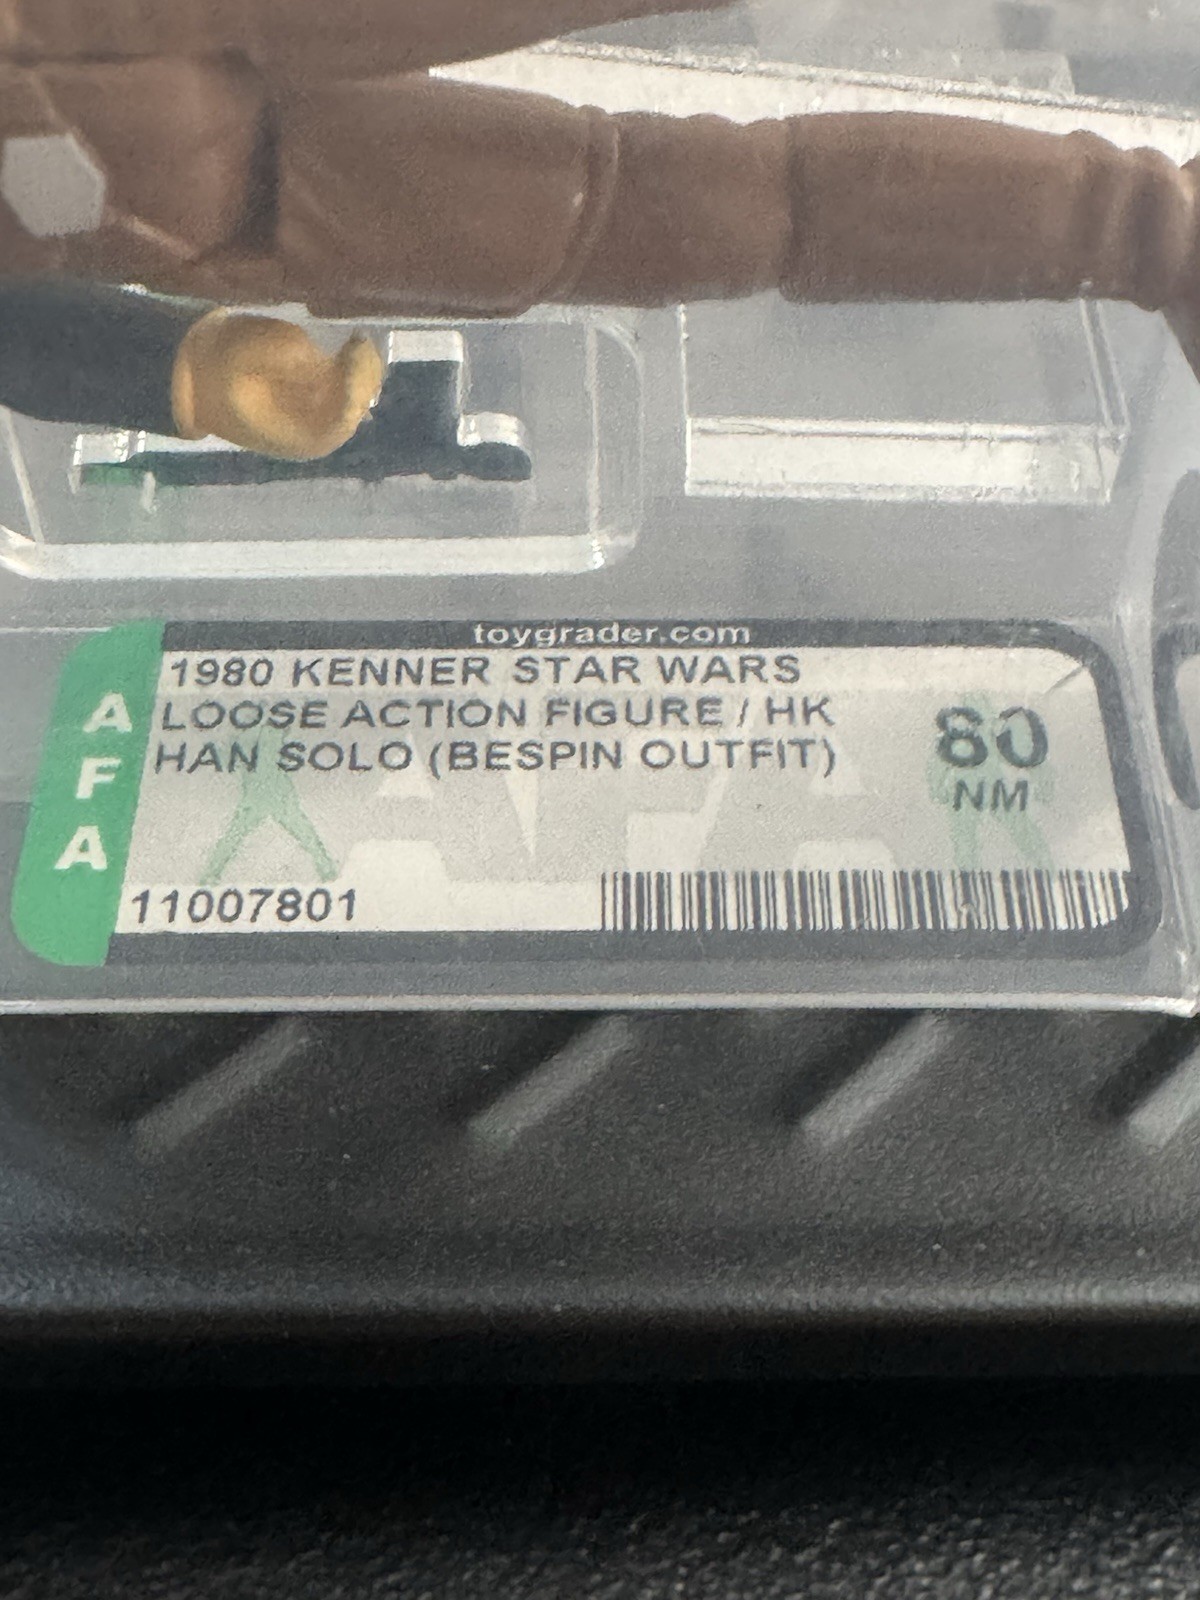 toygrader.com
AFA
1980 KENNER STAR WARS
LOOSE ACTION FIGURE / HK
HAN SOLO (BESPIN OUTFIT)
80
NM
11007801